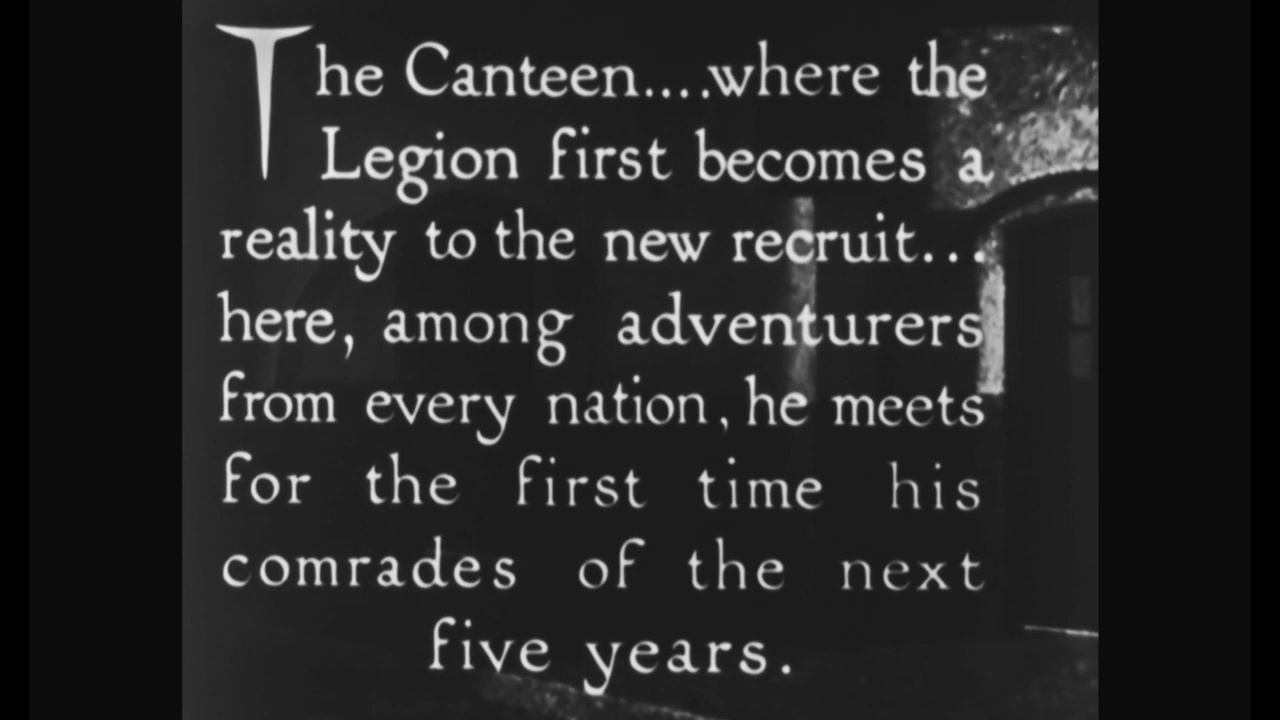 The Canteen....where the
Legion first becomes a
reality to the new recruit...
here, among adventurers
from every nation, he meets
for the first time his
comrades of the next
five years.